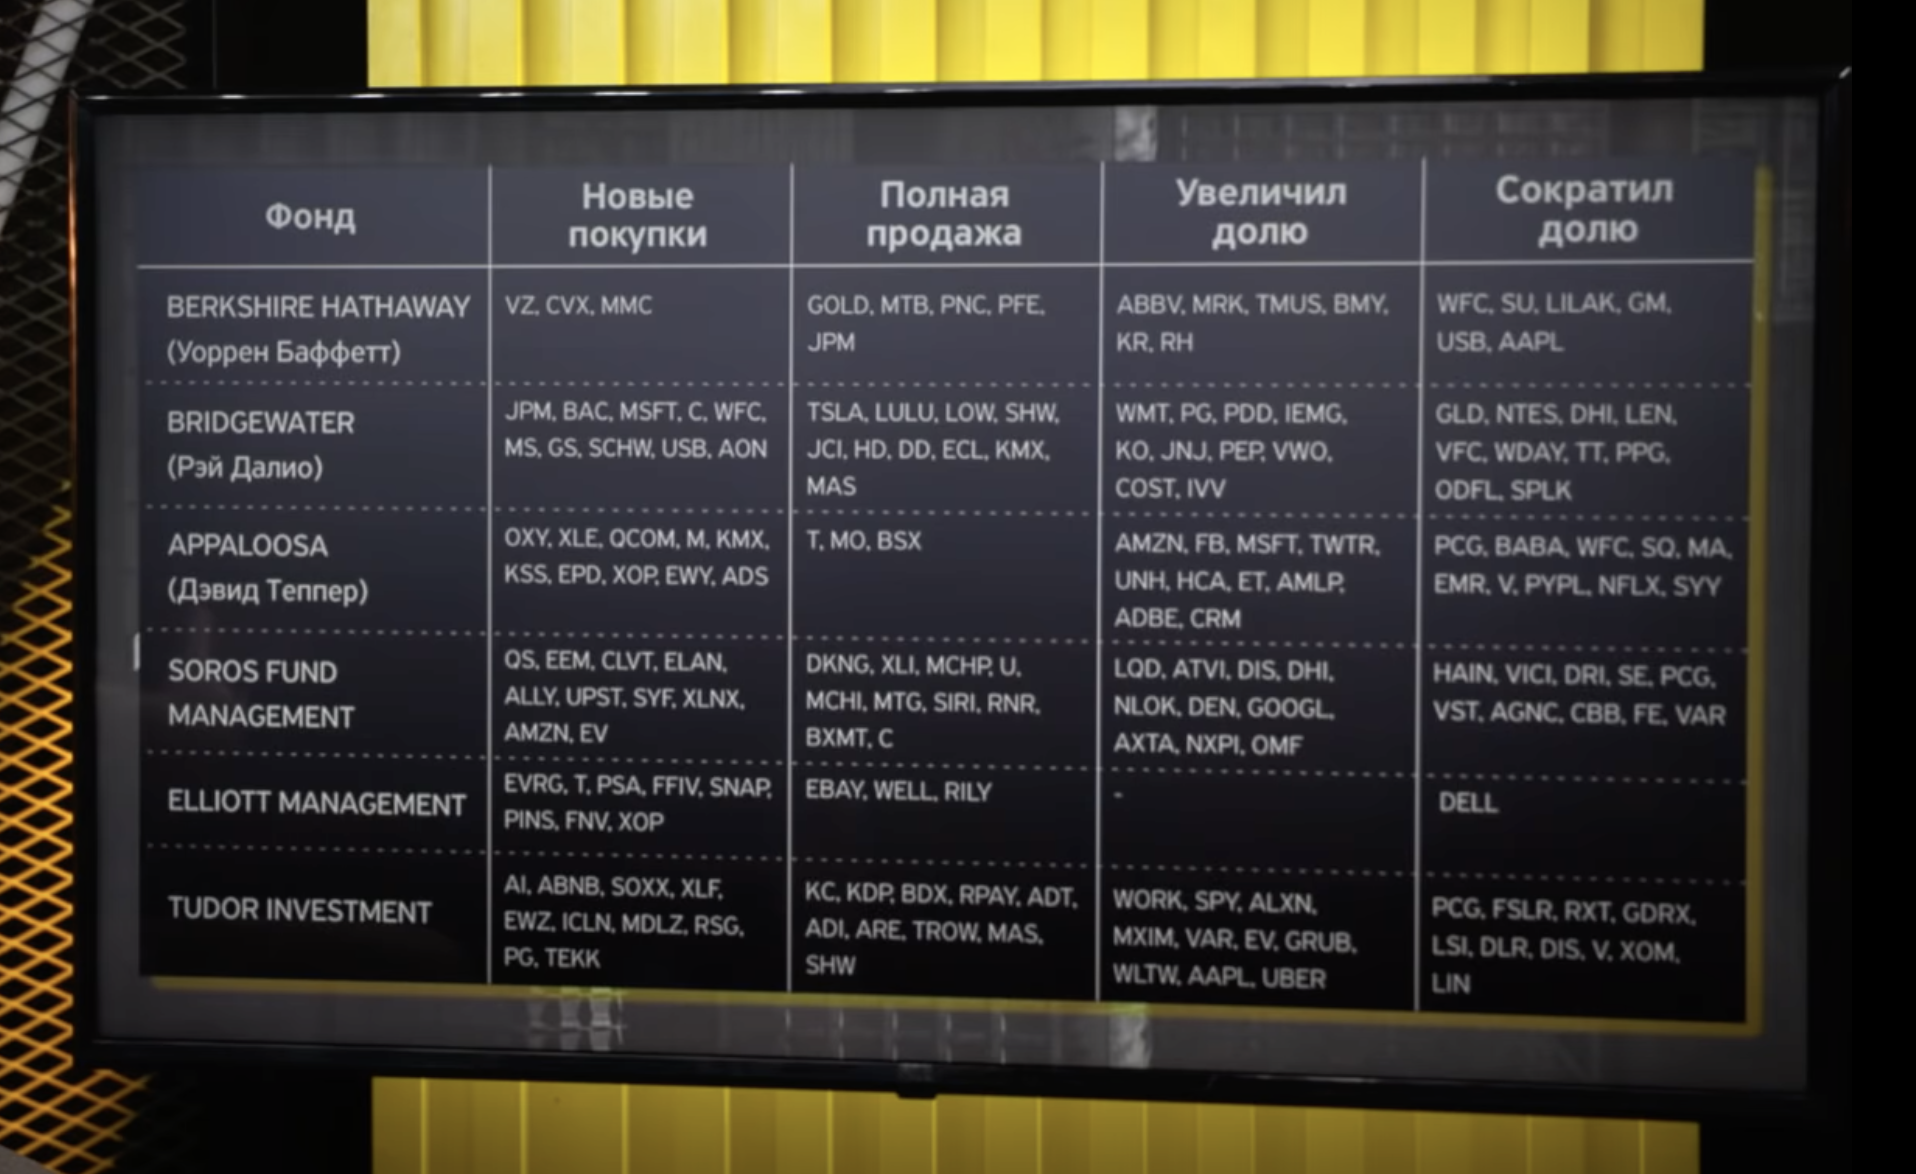 Фонд
Новые
покупки
Полная
продажа
Увеличил
долю
Сократил
долю
BERKSHIRE HATHAWAY
(Уоррен Баффетт)
VZ, CVX, MMC
GOLD, MTB, PNC, PFE,
JPM
ABBV, MRK, TMUS, BMY,
KR, RH
WFC, SU, LILAK, GM,
USB, AAPL
BRIDGEWATER
(Рэй Далио)
JPM, BAC, MSFT, C, WFC,
MS, GS, SCHW, USB, AON
TSLA, LULU, LOW, SHW,
JCI, HD, DD, ECL, KMX,
MAS
WMT, PG, PDD, IEMG,
KO, JNJ, PEP, VWO,
COST, IVV
GLD, NTES, DHI, LEN,
VFC, WDAY, TT, PPG,
ODFL, SPLK
APPALOOSA
(Дэвид Теппер)
OXY, XLE, QCOM, M, KMX,
KSS, EPD, XOP, EWY, ADS
T, MO, BSX
AMZN, FB, MSFT, TWTR,
UNH, HCA, ET, AMLP,
ADBE, CRM
PCG, BABA, WFC, SQ, MA,
EMR, V, PYPL, NFLX, SYY
SOROS FUND
MANAGEMENT
QS, EEM, CLVT, ELAN,
ALLY, UPST, SYF, XLNX,
AMZN, EV
DKNG, XLI, MCHP, U,
MCHI, MTG, SIRI, RNR,
BXMT, C
LQD, ATVI, DIS, DHI,
NLOK, DEN, GOOGL,
AXTA, NXPI, OMF
HAIN, VICI, DRI, SE, PCG,
VST, AGNC, CBB, FE, VAR
ELLIOTT MANAGEMENT
EVRG, T, PSA, FFIV, SNAP,
PINS, FNV, XOP
EBAY, WELL, RILY
-
DELL
TUDOR INVESTMENT
AI, ABNB, SOXX, XLF,
EWZ, ICLN, MDLZ, RSG,
PG, TEKK
KC, KDP, BDX, RPAY, ADT,
ADI, ARE, TROW, MAS,
SHW
WORK, SPY, ALXN,
MXIM, VAR, EV, GRUB,
WLTW, AAPL, UBER
PCG, FSLR, RXT, GDRX,
LSI, DLR, DIS, V, XOM,
LIN